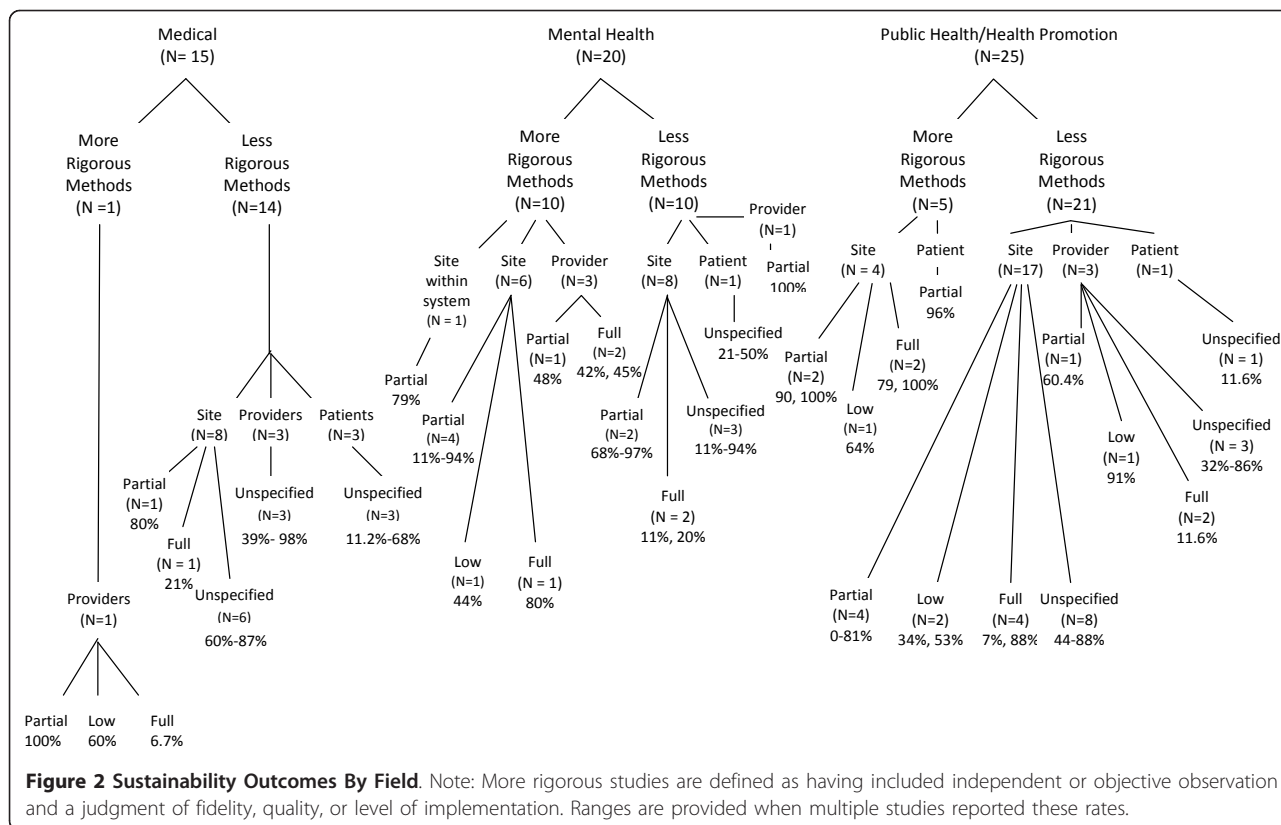 Medical
(N= 15)
More
Rigorous
Methods
(N =1)
Less
Rigorous
Methods
(N=14)
Site
(N=8)
Providers
(N=3)
Patients
(N=3)
Partial
(N=1)
80%
Full
(N = 1)
21%
Unspecified
(N=6)
60%-87%
Unspecified
(N=3)
39%- 98%
Unspecified
(N=3)
11.2%-68%
Providers
(N=1)
Partial
100%
Low
60%
Full
6.7%
Mental Health
(N=20)
More
Rigorous
Methods
(N=10)
Less
Rigorous
Methods
(N=10)
Site
within
system
(N = 1)
Site
(N=6)
Provider
(N=3)
Partial
79%
Partial
(N=4)
11%-94%
Low
(N=1)
44%
Full
(N = 1)
80%
Partial
(N=1)
48%
Full
(N=2)
42%, 45%
Site
(N=8)
Patient
(N=1)
Provider
(N=1)
Partial
100%
Unspecified
21-50%
Partial
(N=2)
68%-97%
Full
(N = 2)
11%, 20%
Unspecified
(N=3)
11%-94%
Public Health/Health Promotion
(N=25)
More
Rigorous
Methods
(N=5)
Less
Rigorous
Methods
(N=21)
Site
(N = 4)
Patient
Partial
96%
Partial
(N=2)
90, 100%
Low
(N=1)
64%
Full
(N=2)
79, 100%
Site
(N=17)
Provider
(N=3)
Patient
(N=1)
Partial
(N=4)
0-81%
Low
(N=2)
34%, 53%
Full
(N=4)
7%, 88%
Unspecified
(N=8)
44-88%
Partial
(N=1)
60.4%
Low
(N=1)
91%
Full
(N=2)
11.6%
Unspecified
(N = 3)
32%-86%
Unspecified
(N = 1)
11.6%
Figure 2 Sustainability Outcomes By Field. Note: More rigorous studies are defined as having included independent or objective observation
and a judgment of fidelity, quality, or level of implementation. Ranges are provided when multiple studies reported these rates.